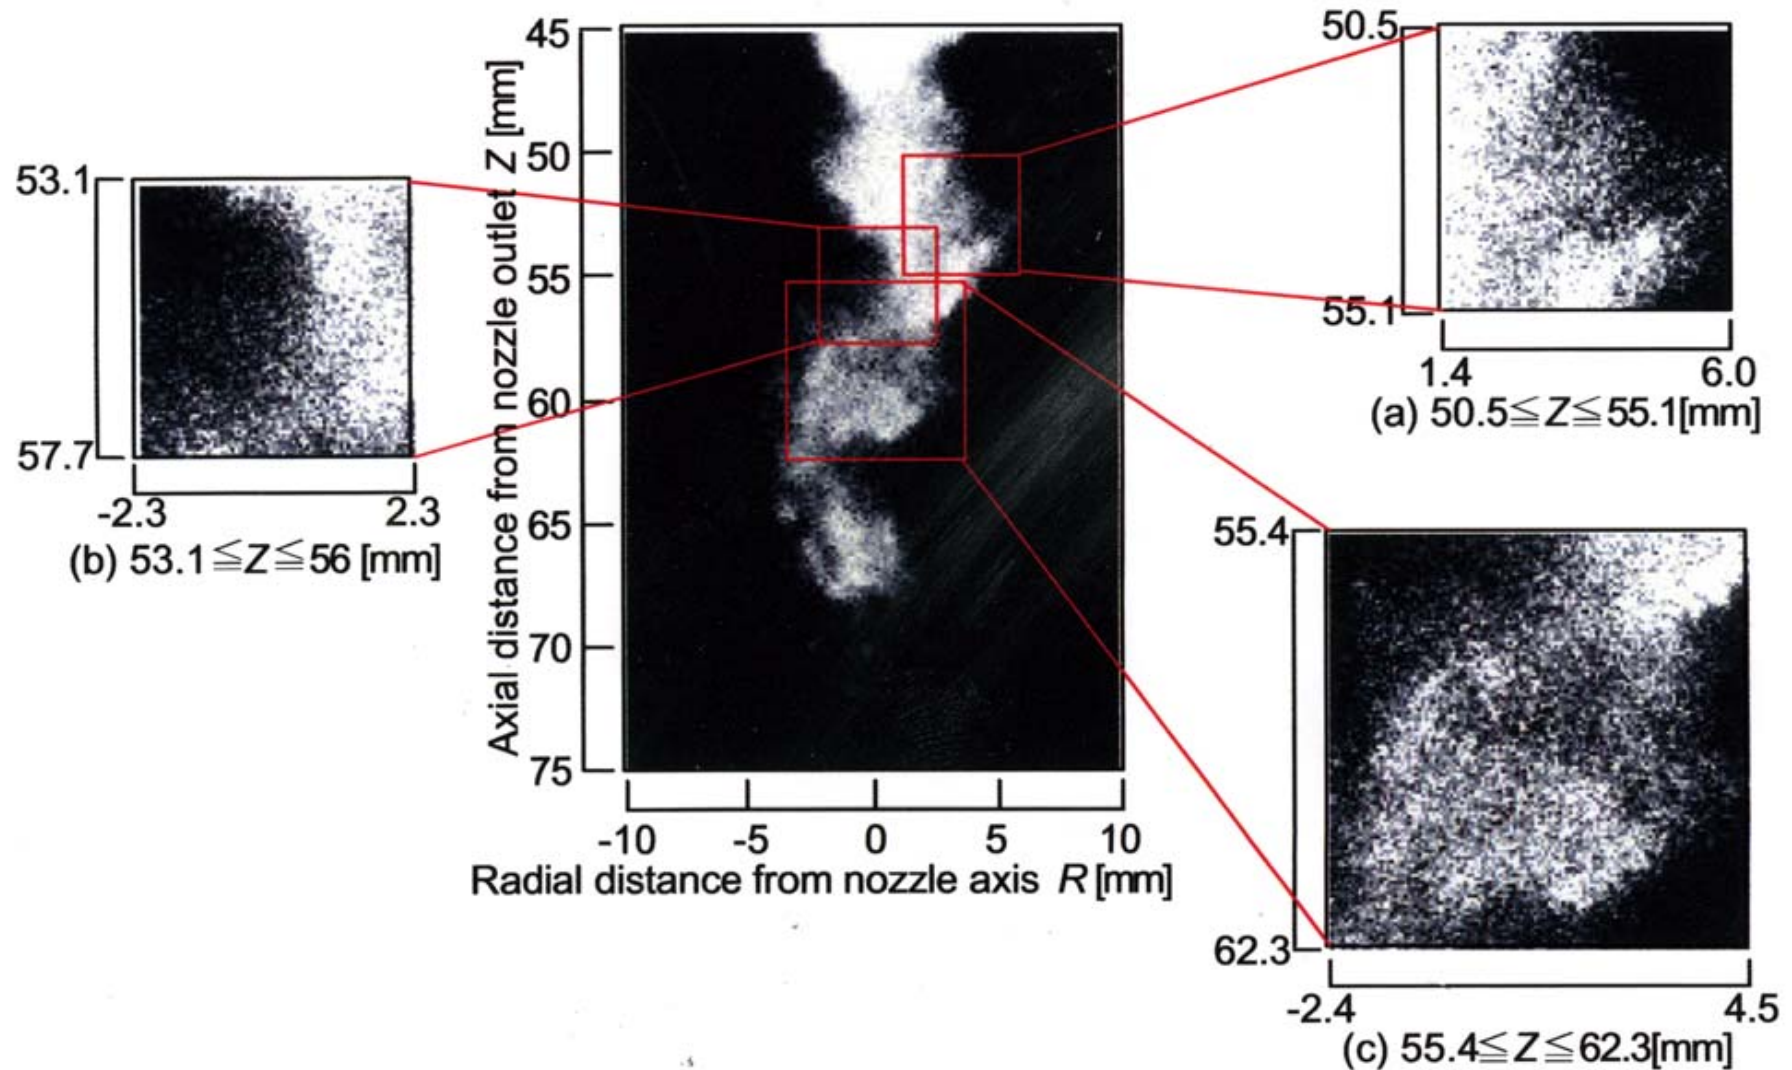 45
50
55
60
65
70
75
Axial distance from nozzle outlet Z [mm]
-10 -5 0 5 10
Radial distance from nozzle axis R [mm]
53.1
57.7
-2.3 2.3
(b) 53.1≦Z≦56 [mm]
50.5
55.1
1.4 6.0
(a) 50.5≦Z≦55.1[mm]
55.4
62.3
-2.4 4.5
(c) 55.4≦Z≦62.3[mm]